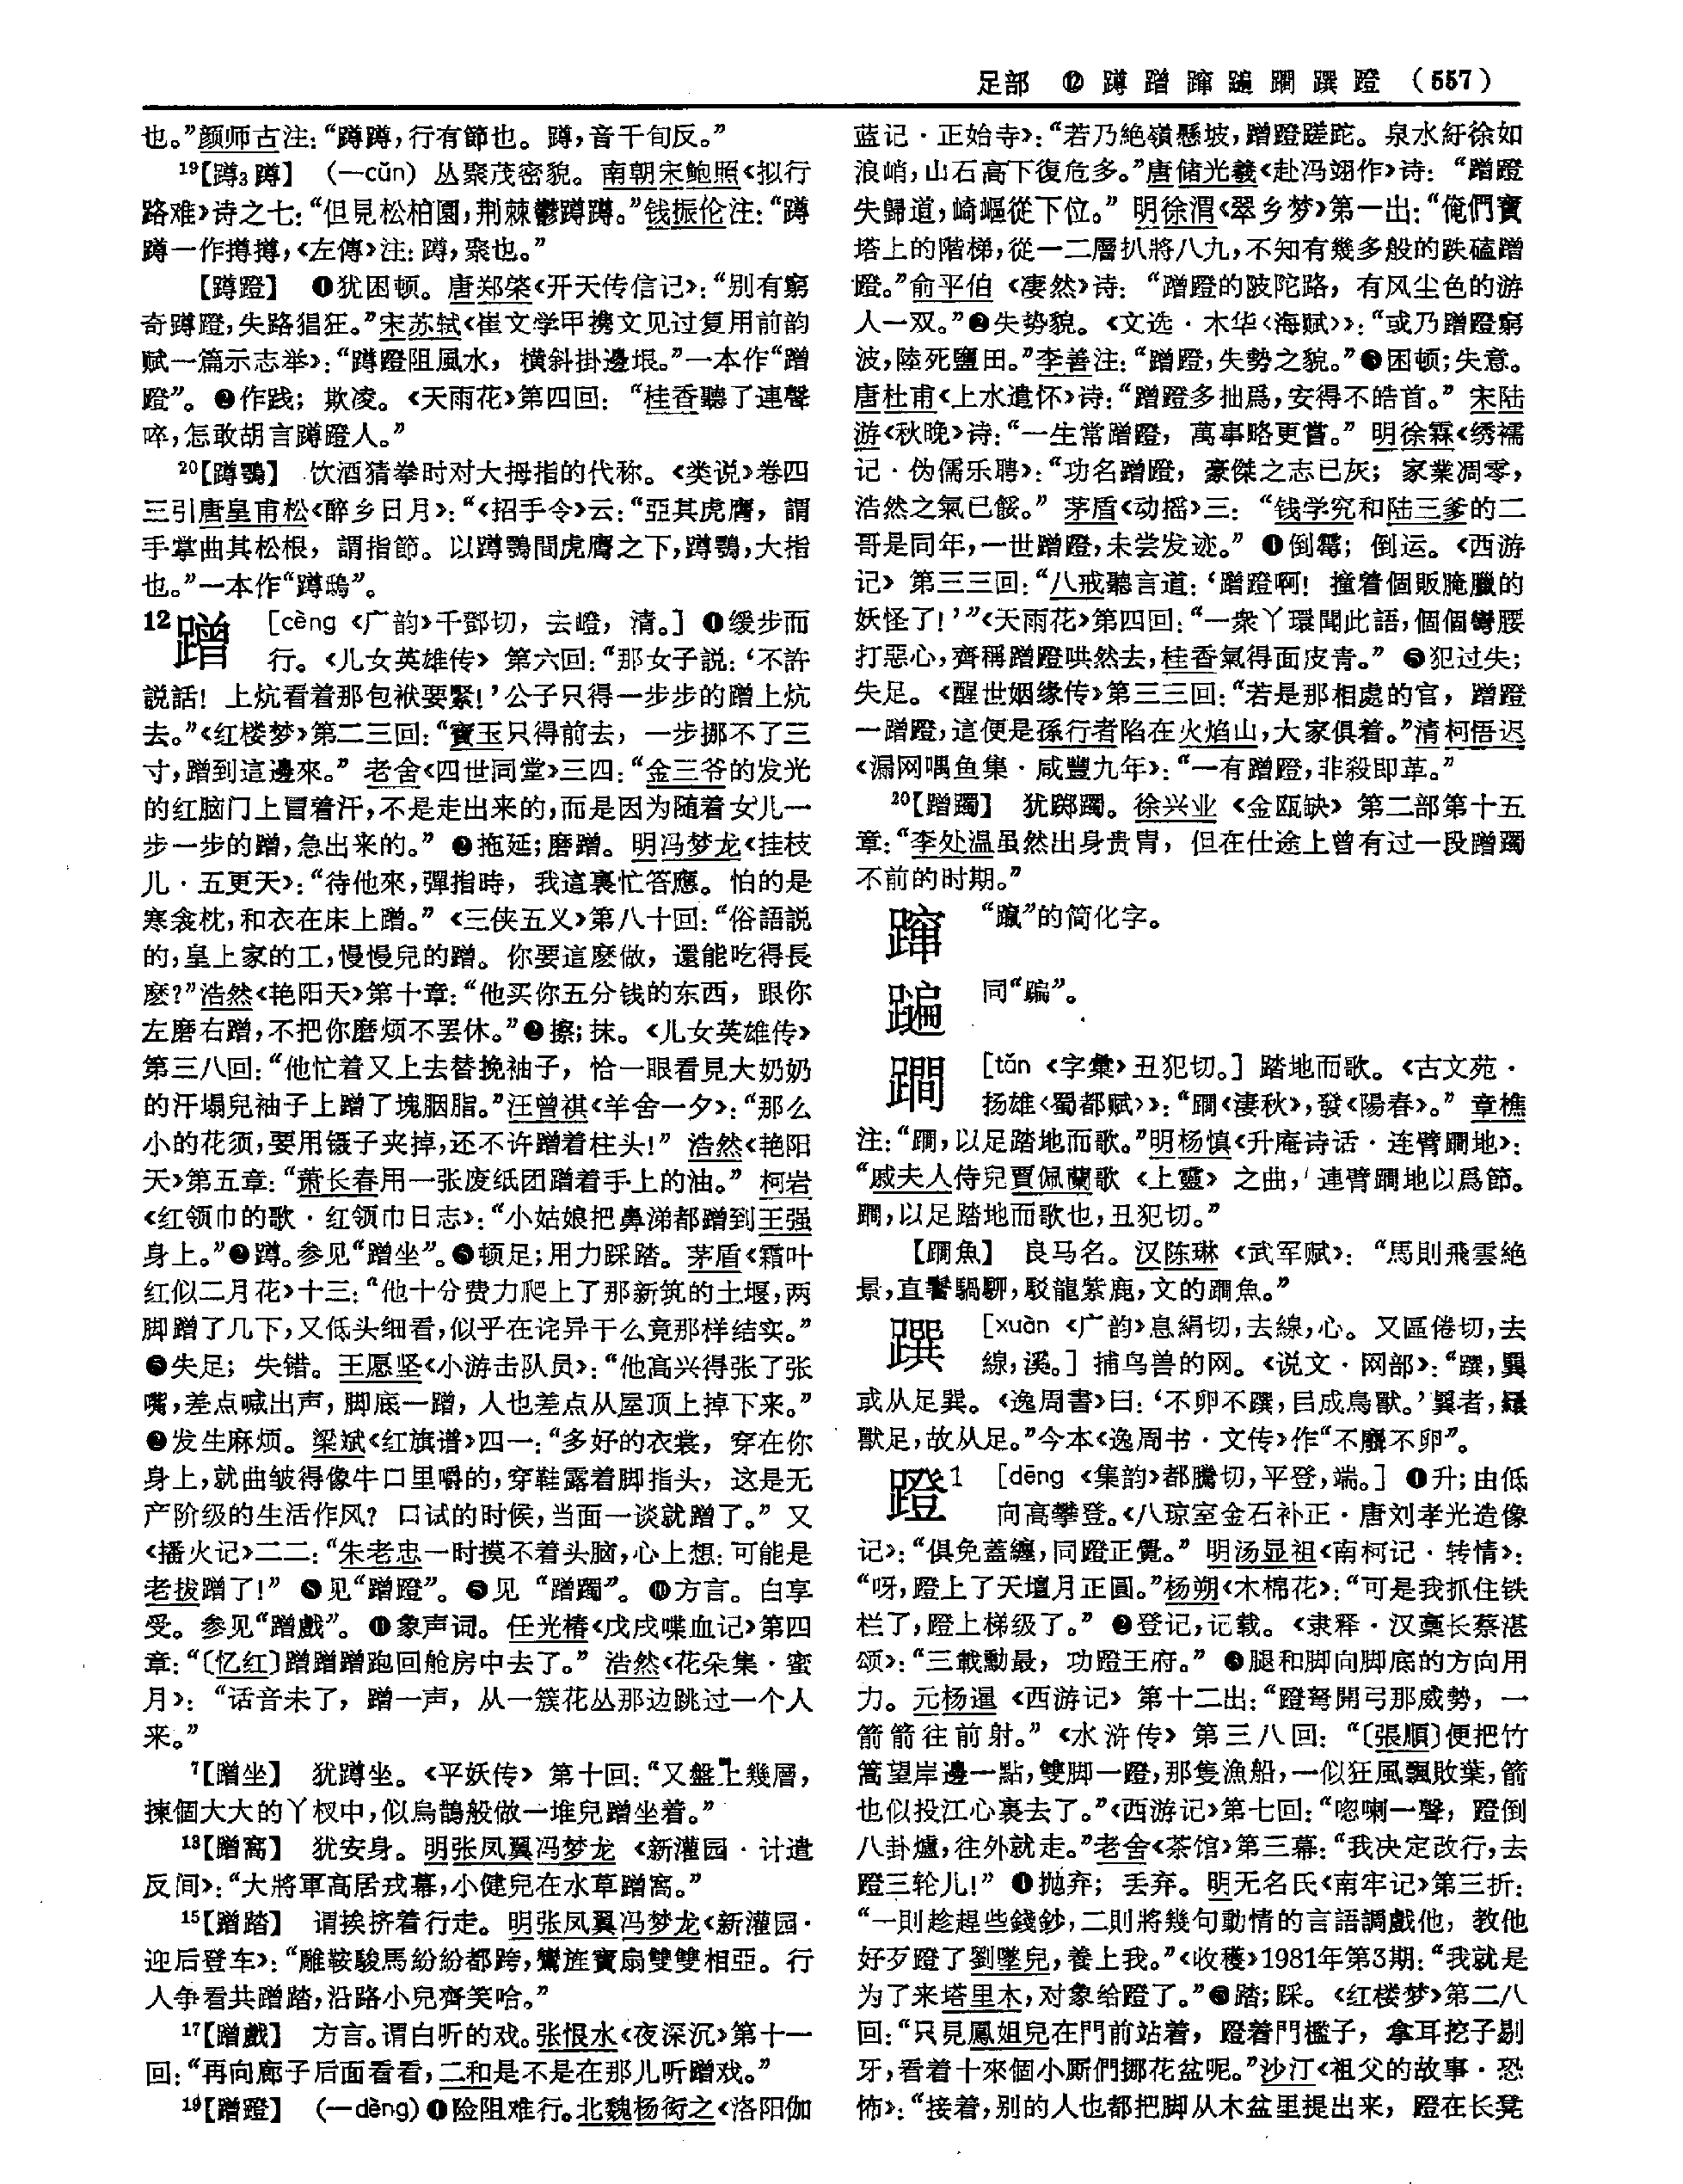 足部 ⑫ 蹲 蹭 蹿 蹁 躙 蹼 蹬 (557)
也。”颜师古注：“蹲蹲，行有節也。蹲，音千旬反。”
19【蹲₃蹲】 (—cǔn) 丛聚茂密貌。南朝宋鲍照《拟行
路难》诗之七：“但見松柏園，荆棘鬱蹲蹲。”钱振伦注：“蹲
蹲一作撙撙，《左傳》注：蹲，聚也。”
【蹲蹬】 ❶犹困顿。唐郑棨《开天传信记》：“别有窮
奇蹲蹬，失路猖狂。”宋苏轼《崔文学甲携文见过复用前韵
赋一篇示志举》：“蹲蹬阻風水，横斜掛邊垠。”一本作“蹭
蹬”。❷作践；欺凌。《天雨花》第四回：“桂香聽了連聲
啐，怎敢胡言蹲蹬人。”
20【蹲鴞】 饮酒猜拳时对大拇指的代称。《类说》卷四
三引唐皇甫松《醉乡日月》：“《招手令》云：“亞其虎膺，謂
手掌曲其松根，謂指節。以蹲鴞間虎膺之下，蹲鴞，大指
也。”一本作“蹲鴟”。
12蹭 [cèng《广韵》千鄧切，去嶝，清。] ❶缓步而
行。《儿女英雄传》第六回：“那女子説：‘不許
説話！上炕看着那包袱要緊！’公子只得一步步的蹭上炕
去。”《红楼梦》第二三回：“寶玉只得前去，一步挪不了三
寸，蹭到這邊來。” 老舍《四世同堂》三四：“金三爷的发光
的红脑门上冒着汗，不是走出来的，而是因为随着女儿一
步一步的蹭，急出来的。” ❷拖延；磨蹭。明冯梦龙《挂枝
儿·五更天》：“待他來，彈指時，我這裏忙答應。怕的是
寒衾枕，和衣在床上蹭。”《三侠五义》第八十回：“俗語説
的，皇上家的工，慢慢兒的蹭。你要這麽做，還能吃得長
麽？”浩然《艳阳天》第十章：“他买你五分钱的东西，跟你
左磨右蹭，不把你磨烦不罢休。”❸擦；抹。《儿女英雄传》
第三八回：“他忙着又上去替挽袖子，恰一眼看見大奶奶
的汗塌兒袖子上蹭了塊胭脂。”汪曾祺《羊舍一夕》：“那么
小的花须，要用镊子夹掉，还不许蹭着柱头！” 浩然《艳阳
天》第五章：“萧长春用一张废纸团蹭着手上的油。” 柯岩
《红领巾的歌·红领巾日志》：“小姑娘把鼻涕都蹭到王强
身上。”❹蹲。参见“蹭坐”。❺顿足；用力踩踏。茅盾《霜叶
红似二月花》十三：“他十分费力爬上了那新筑的土堰，两
脚蹭了几下，又低头细看，似乎在诧异干么竟那样结实。”
❻失足；失错。王愿坚《小游击队员》：“他高兴得张了张
嘴，差点喊出声，脚底一蹭，人也差点从屋顶上掉下来。”
❼发生麻烦。梁斌《红旗谱》四一：“多好的衣裳，穿在你
身上，就曲皱得像牛口里嚼的，穿鞋露着脚指头，这是无
产阶级的生活作风？口试的时候，当面一谈就蹭了。”又
《播火记》二二：“朱老忠一时摸不着头脑，心上想：可能是
老拔蹭了！” ❽见“蹭蹬”。❾见“蹭蠋”。❿方言。白享
受。参见“蹭戲”。⓫象声词。任光椿《戊戌喋血记》第四
章：“〔忆红〕蹭蹭蹭跑回舱房中去了。” 浩然《花朵集·蜜
月》：“话音未了，蹭一声，从一簇花丛那边跳过一个人
来。”
7【蹭坐】 犹蹲坐。《平妖传》第十回：“又盤上幾層，
揀個大大的丫杈中，似烏鵲般做一堆兒蹭坐着。”
13【蹭窝】 犹安身。明张凤翼冯梦龙《新灌园·计遣
反间》：“大將軍高居戎幕，小健兒在水草蹭窩。”
15【蹭踏】 谓挨挤着行走。明张凤翼冯梦龙《新灌园·
迎后登车》：“雕鞍駿馬紛紛都跨，鸞旌寶扇雙雙相亞。行
人争看共蹭踏，沿路小兒齊笑哈。”
17【蹭戲】 方言。谓白听的戏。张恨水《夜深沉》第十一
回：“再向廊子后面看看，二和是不是在那儿听蹭戏。”
19【蹭蹬】 (—dèng)❶险阻难行。北魏杨衒之《洛阳伽
蓝记·正始寺》：“若乃絶嶺懸坡，蹭蹬蹉跎。泉水紆徐如
浪峭，山石高下復危多。”唐储光羲《赴冯翊作》诗：“蹭蹬
失歸道，崎嶇從下位。” 明徐渭《翠乡梦》第一出：“俺們寶
塔上的階梯，從一二層扒將八九，不知有幾多般的跌磕蹭
蹬。”俞平伯《凄然》诗：“蹭蹬的陂陀路，有风尘色的游
人一双。”❷失势貌。《文选·木华〈海赋〉》：“或乃蹭蹬窮
波，陸死鹽田。”李善注：“蹭蹬，失勢之貌。”❸困顿；失意。
唐杜甫《上水遣怀》诗：“蹭蹬多拙爲，安得不皓首。” 宋陆
游《秋晚》诗：“一生常蹭蹬，萬事略更嘗。” 明徐霖《绣襦
记·伪儒乐聘》：“功名蹭蹬，豪傑之志已灰；家業凋零，
浩然之氣已餒。” 茅盾《动摇》三：“钱学究和陆三爹的二
哥是同年，一世蹭蹬，未尝发迹。” ❹倒霉；倒运。《西游
记》第三三回：“八戒聽言道：‘蹭蹬啊！撞着個販腌臘的
妖怪了！’”《天雨花》第四回：“一衆丫環聞此語，個個彎腰
打惡心，齊稱蹭蹬哄然去，桂香氣得面皮青。” ❺犯过失；
失足。《醒世姻缘传》第三三回：“若是那相處的官，蹭蹬
一蹭蹬，這便是孫行者陷在火焰山，大家俱着。”清柯悟迟
《漏网喁鱼集·咸豐九年》：“一有蹭蹬，非殺即革。”
20【蹭躅】 犹踯躅。徐兴业《金瓯缺》第二部第十五
章：“李处温虽然出身贵胄，但在仕途上曾有过一段蹭躅
不前的时期。”
蹿 “躥”的简化字。
同“蹁”。
躙 [tǎn《字彙》丑犯切。] 踏地而歌。《古文苑·
扬雄〈蜀都赋〉》：“《淒秋》，發《陽春》。” 章樵
注：“，以足踏地而歌。”明杨慎《升庵诗话·连臂地》：
“戚夫人侍兒賈佩蘭歌《上靈》之曲，連臂地以爲節。
，以足踏地而歌也，丑犯切。”
【魚】 良马名。汉陈琳《武军赋》：“馬則飛雲絶
景，直鬐騧駵，駁龍紫鹿，文的魚。”
[xuàn《广韵》息絹切，去線，心。又區倦切，去
線，溪。] 捕鸟兽的网。《说文·网部》：“，
或从足巽。《逸周書》曰：‘不卵不，㠯成鳥獸。’者，
獸足，故从足。”今本《逸周书·文传》作“不不卵”。
蹬1 [dēng《集韵》都騰切，平登，端。] ❶升；由低
向高攀登。《八琼室金石补正·唐刘孝光造像
记》：“俱免蓋纏，同蹬正覺。” 明汤显祖《南柯记·转情》：
“呀，蹬上了天壇月正圓。”杨朔《木棉花》：“可是我抓住铁
栏了，蹬上梯级了。” ❷登记，记载。《隶释·汉稾长蔡湛
颂》：“三載勳最，功蹬王府。” ❸腿和脚向脚底的方向用
力。元杨暹《西游记》第十二出：“蹬弩開弓那威勢，一
箭箭往前射。”《水浒传》第三八回：“〔張順〕便把竹
篙望岸邊一點，雙脚一蹬，那隻漁船，一似狂風飄敗葉，箭
也似投江心裏去了。”《西游记》第七回：“唿喇一聲，蹬倒
八卦爐，往外就走。”老舍《茶馆》第三幕：“我决定改行，去
蹬三轮儿！” ❹抛弃；丢弃。明无名氏《南牢记》第三折：
“一則趁趕些錢鈔，二則將幾句動情的言語調戲他，教他
好歹蹬了劉墜兒，養上我。”《收穫》1981年第3期：“我就是
为了来塔里木，对象给蹬了。”❺踏；踩。《红楼梦》第二八
回：“只見鳳姐兒在門前站着，蹬着門檻子，拿耳挖子剔
牙，看着十來個小厮們挪花盆呢。”沙汀《祖父的故事·恐
怖》：“接着，别的人也都把脚从木盆里提出来，蹬在长凳